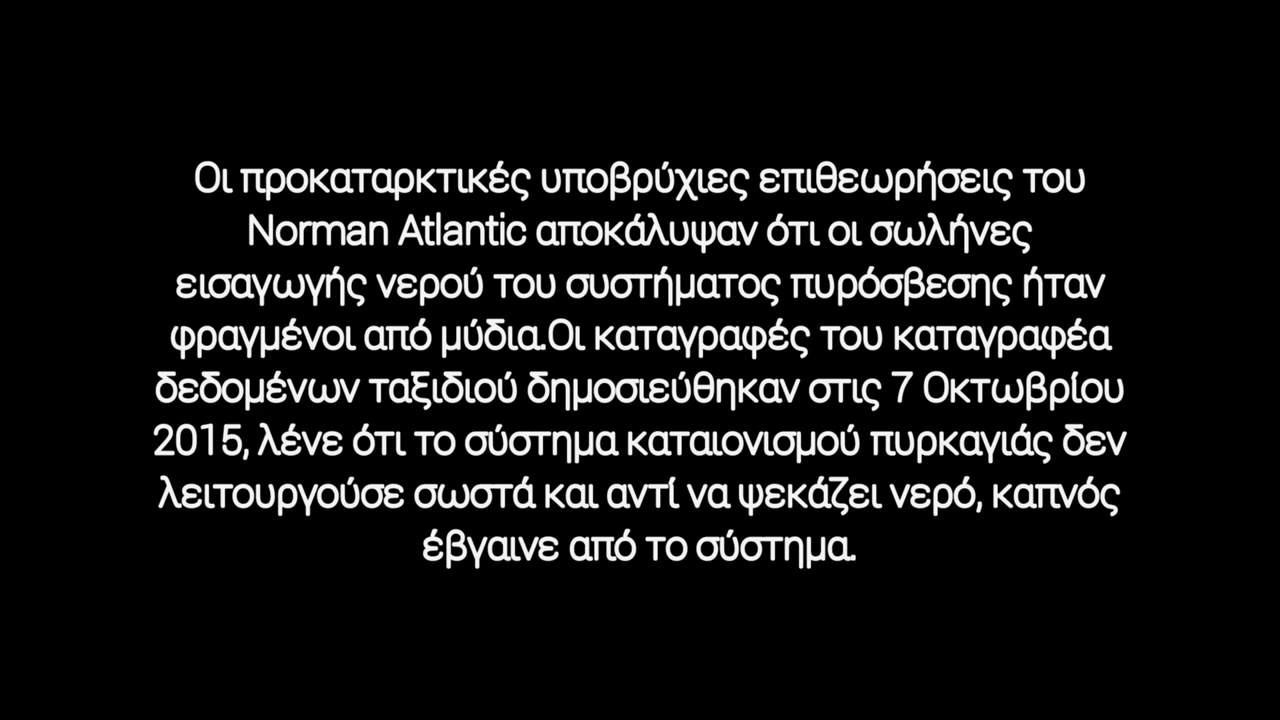 Οι προκαταρκτικές υποβρύχιες επιθεωρήσεις του
Norman Atlantic αποκάλυψαν ότι οι σωλήνες
εισαγωγής νερού του συστήματος πυρόσβεσης ήταν
φραγμένοι από μύδια.Οι καταγραφές του καταγραφέα
δεδομένων ταξιδιού δημοσιεύθηκαν στις 7 Οκτωβρίου
2015, λένε ότι το σύστημα καταιονισμού πυρκαγιάς δεν
λειτουργούσε σωστά και αντί να ψεκάζει νερό, καπνός
έβγαινε από το σύστημα.